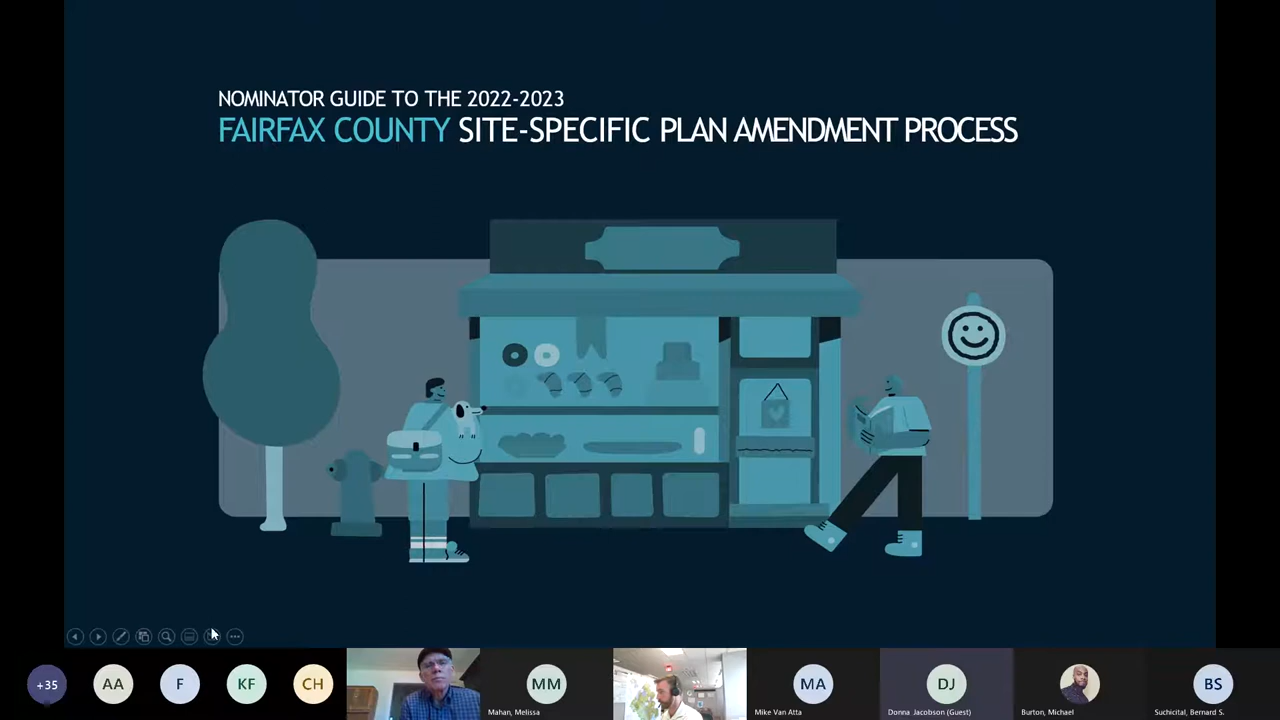 NOMINATOR GUIDE TO THE 2022-2023
FAIRFAX COUNTY SITE-SPECIFIC PLAN AMENDMENT PROCESS
+35
AA
F
KF
CH
MM
Mahan, Melissa
MA
Mike Van Atta
DJ
Donna Jacobson (Guest)
Burton, Michael
BS
Suchicital, Bernard S.